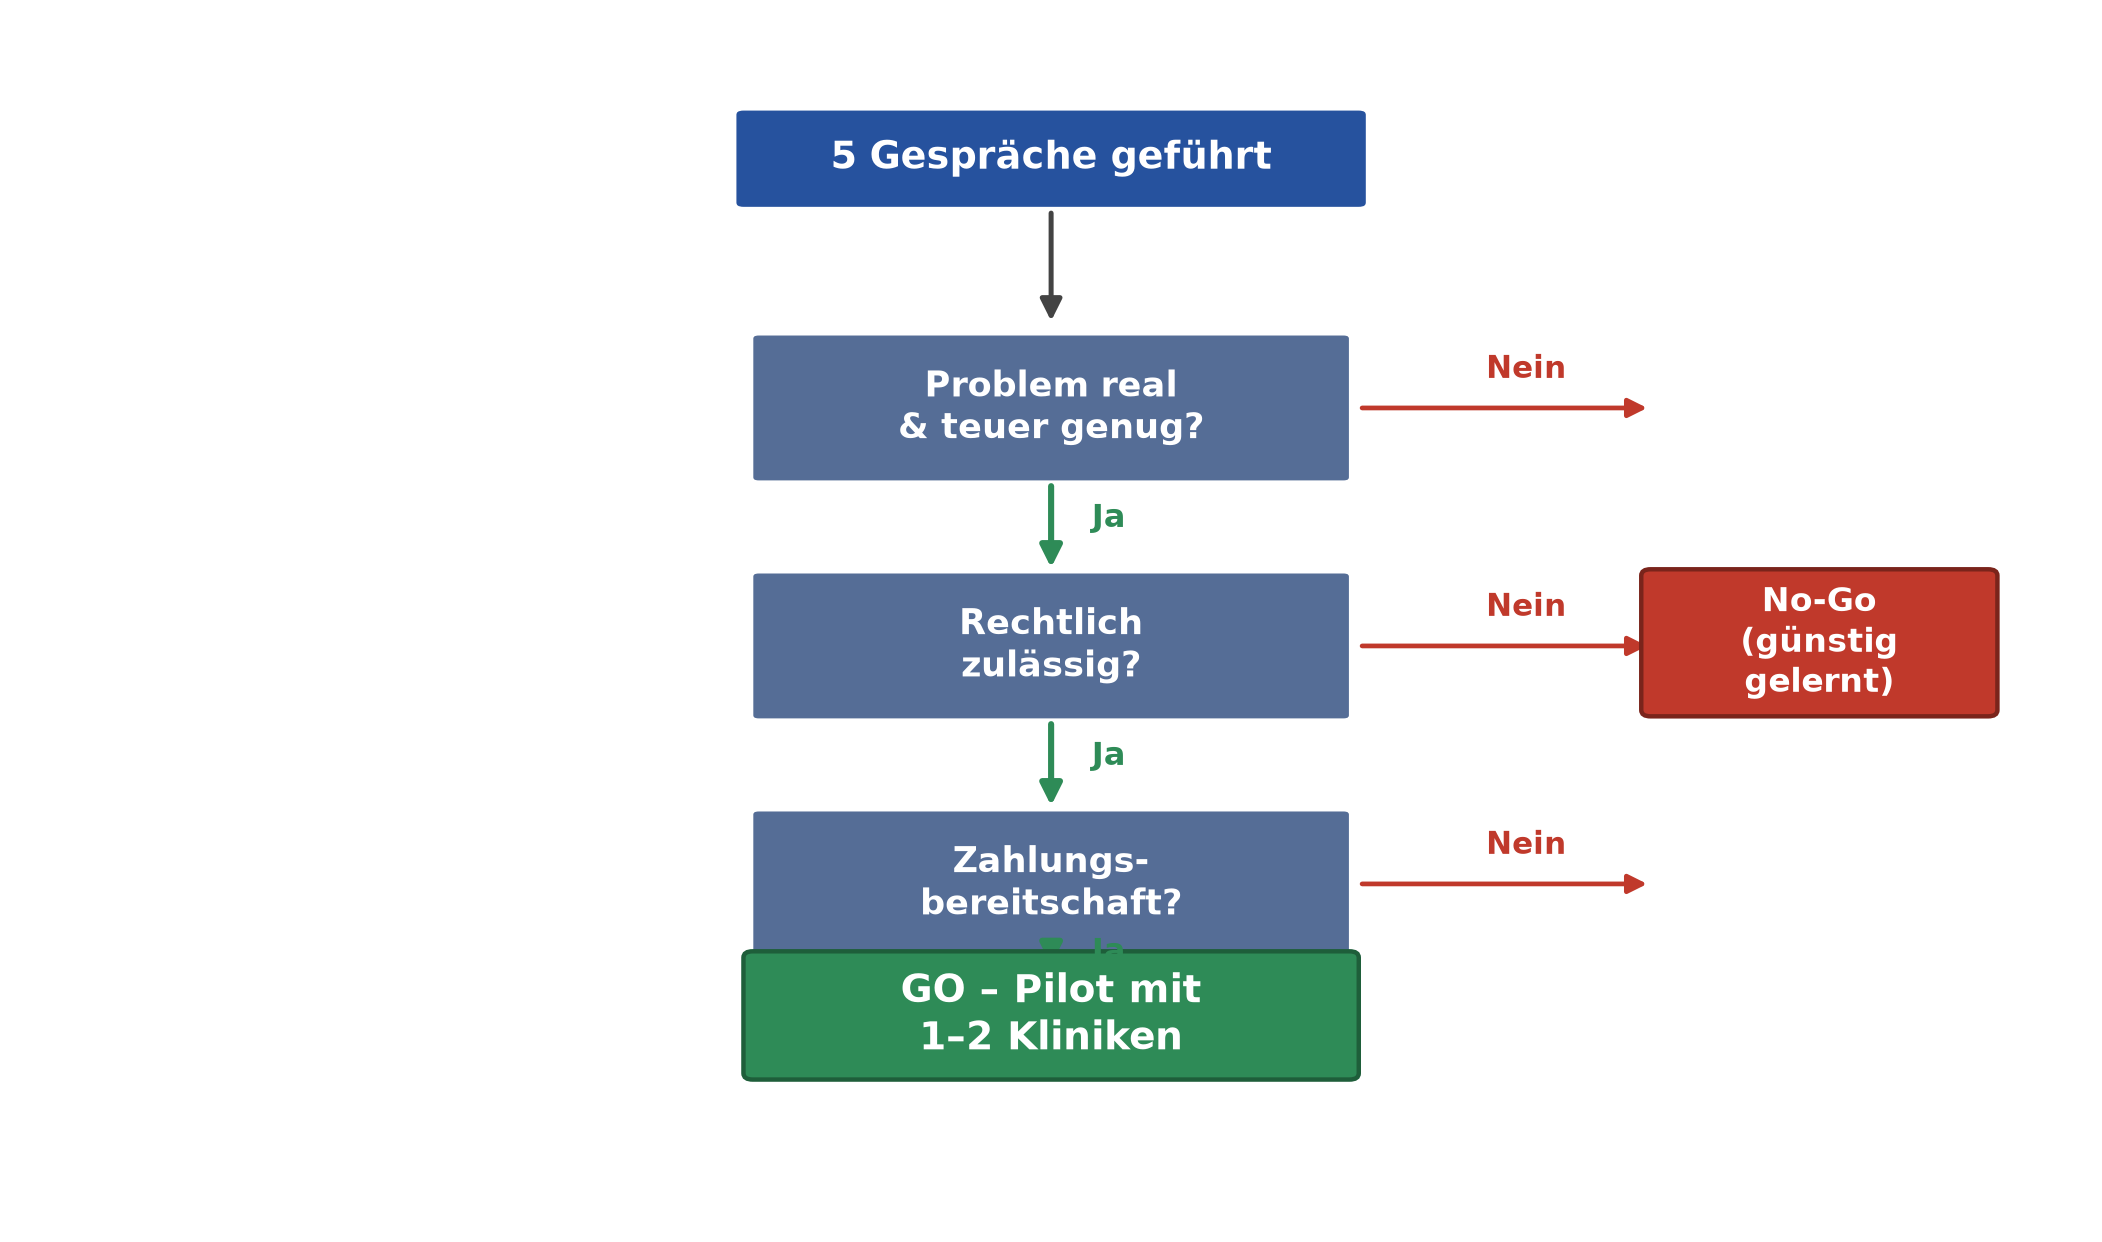 5 Gespräche geführt
Problem real
& teuer genug?
Nein
Ja
Rechtlich
zulässig?
Nein
No-Go
(günstig
gelernt)
Ja
Zahlungs-
bereitschaft?
Nein
Ja
GO – Pilot mit
1–2 Kliniken